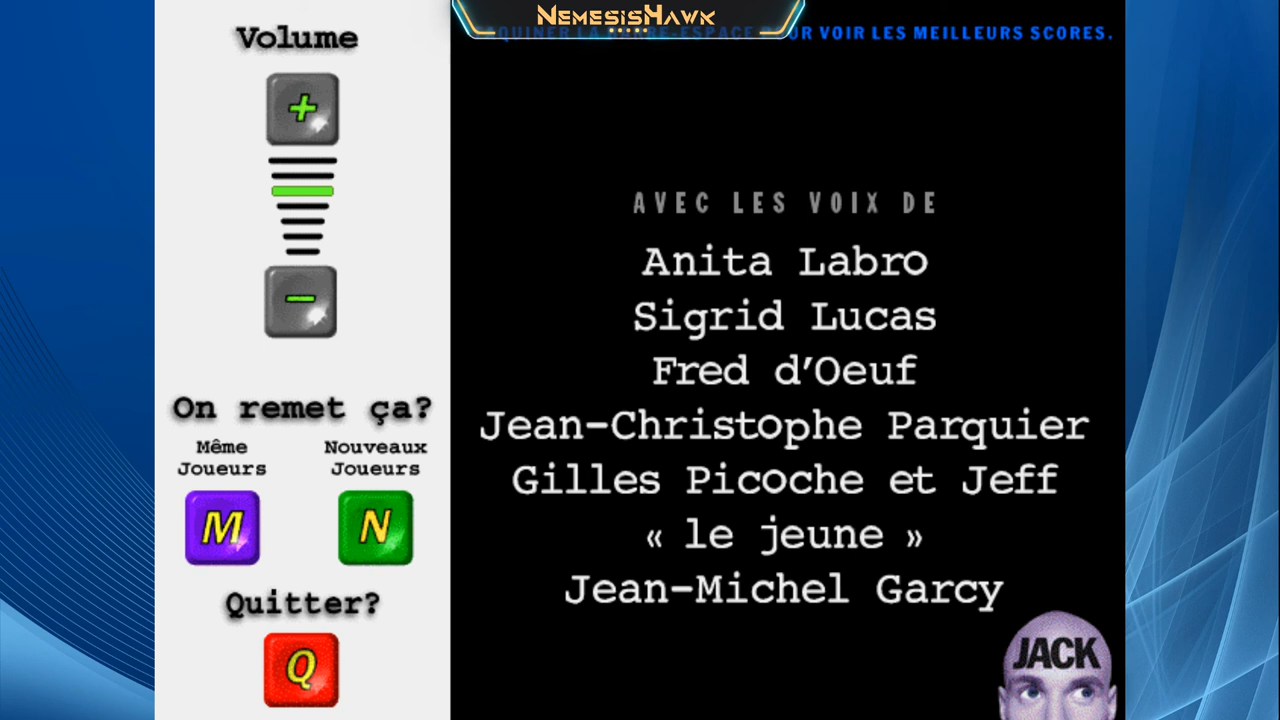 NemesisHawk
VOIR LES MEILLEURS SCORES.
Volume
+
−
On remet ça?
Même
Joueurs
Nouveaux
Joueurs
M
N
Quitter?
Q
AVEC LES VOIX DE
Anita Labro
Sigrid Lucas
Fred d’Oeuf
Jean-Christophe Parquier
Gilles Picoche et Jeff
« le jeune »
Jean-Michel Garcy
JACK